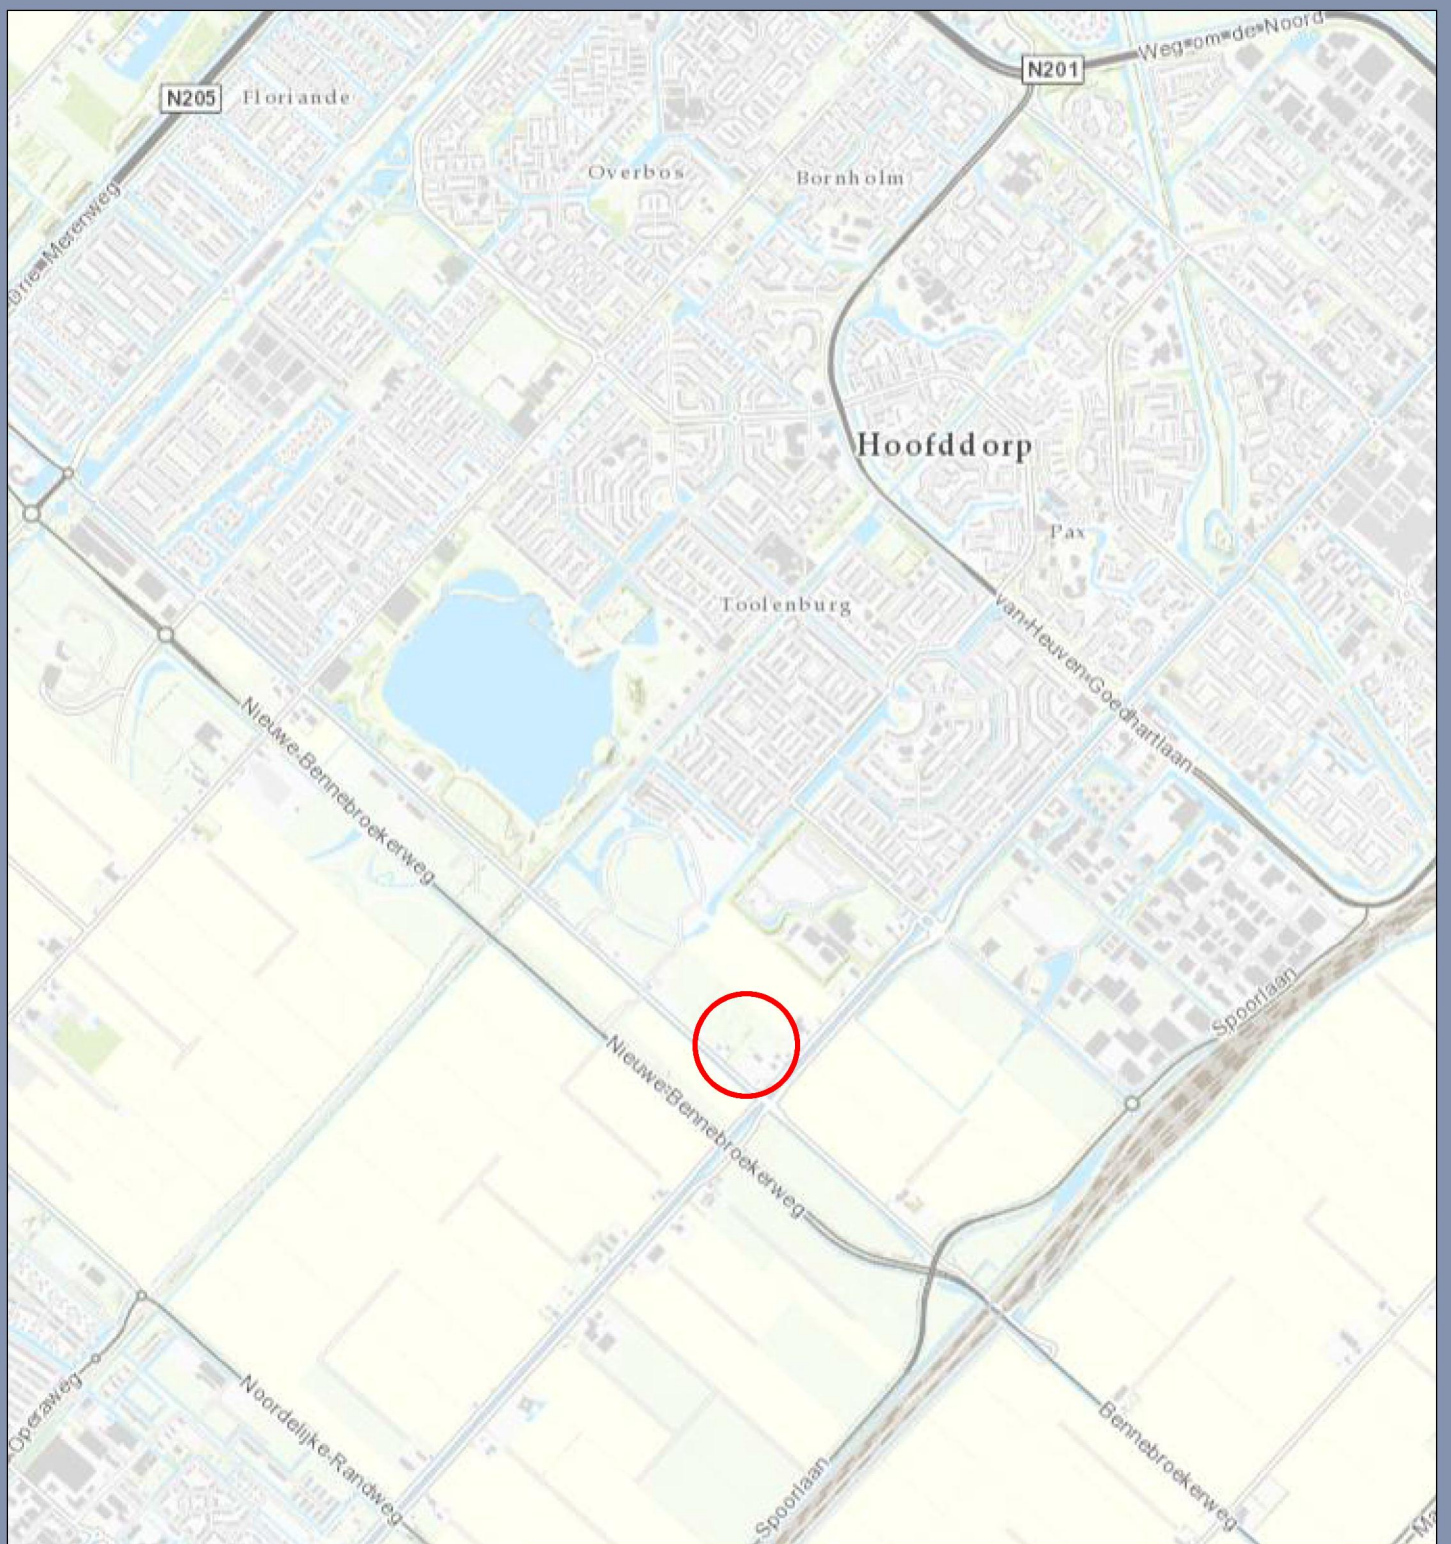 Weg-om-de-Noord
N201
N205
Floriande
Overbos
Bornholm
Drie-Merenweg
Hoofddorp
Pax
Toolenburg
van-Heuven-Goedhartlaan
Nieuwe-Bennebroekerweg
Spoorlaan
Nieuwe-Bennebroekerweg
Operaweg
Noordelijke-Randweg
Bennebroekerweg
Spoorlaan